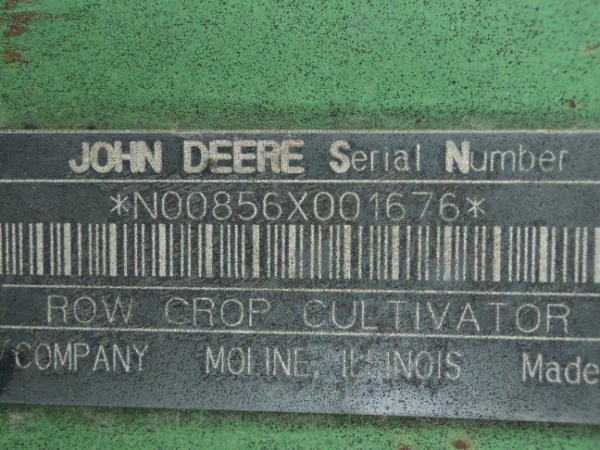 JOHN DEERE Serial Number
*N00856X001676*
ROW CROP CULTIVATOR
COMPANY MOLINE, ILLINOIS Made